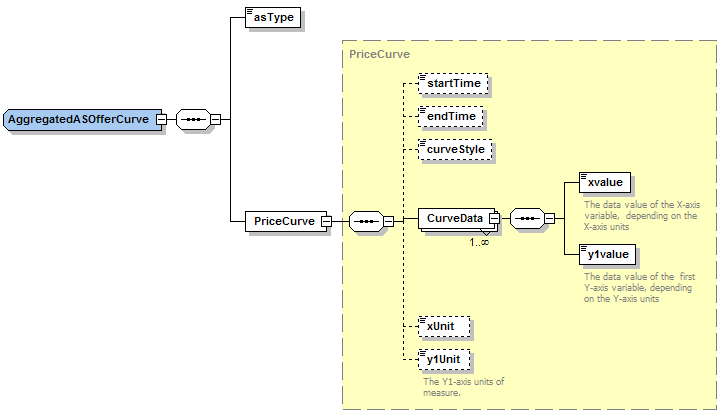 asType
PriceCurve
startTime
AggregatedASOfferCurve
endTime
curveStyle
xvalue
The data value of the X-axis
variable, depending on the
X-axis units
PriceCurve
CurveData
1..∞
y1value
The data value of the first
Y-axis variable, depending
on the Y-axis units
xUnit
y1Unit
The Y1-axis units of
measure.